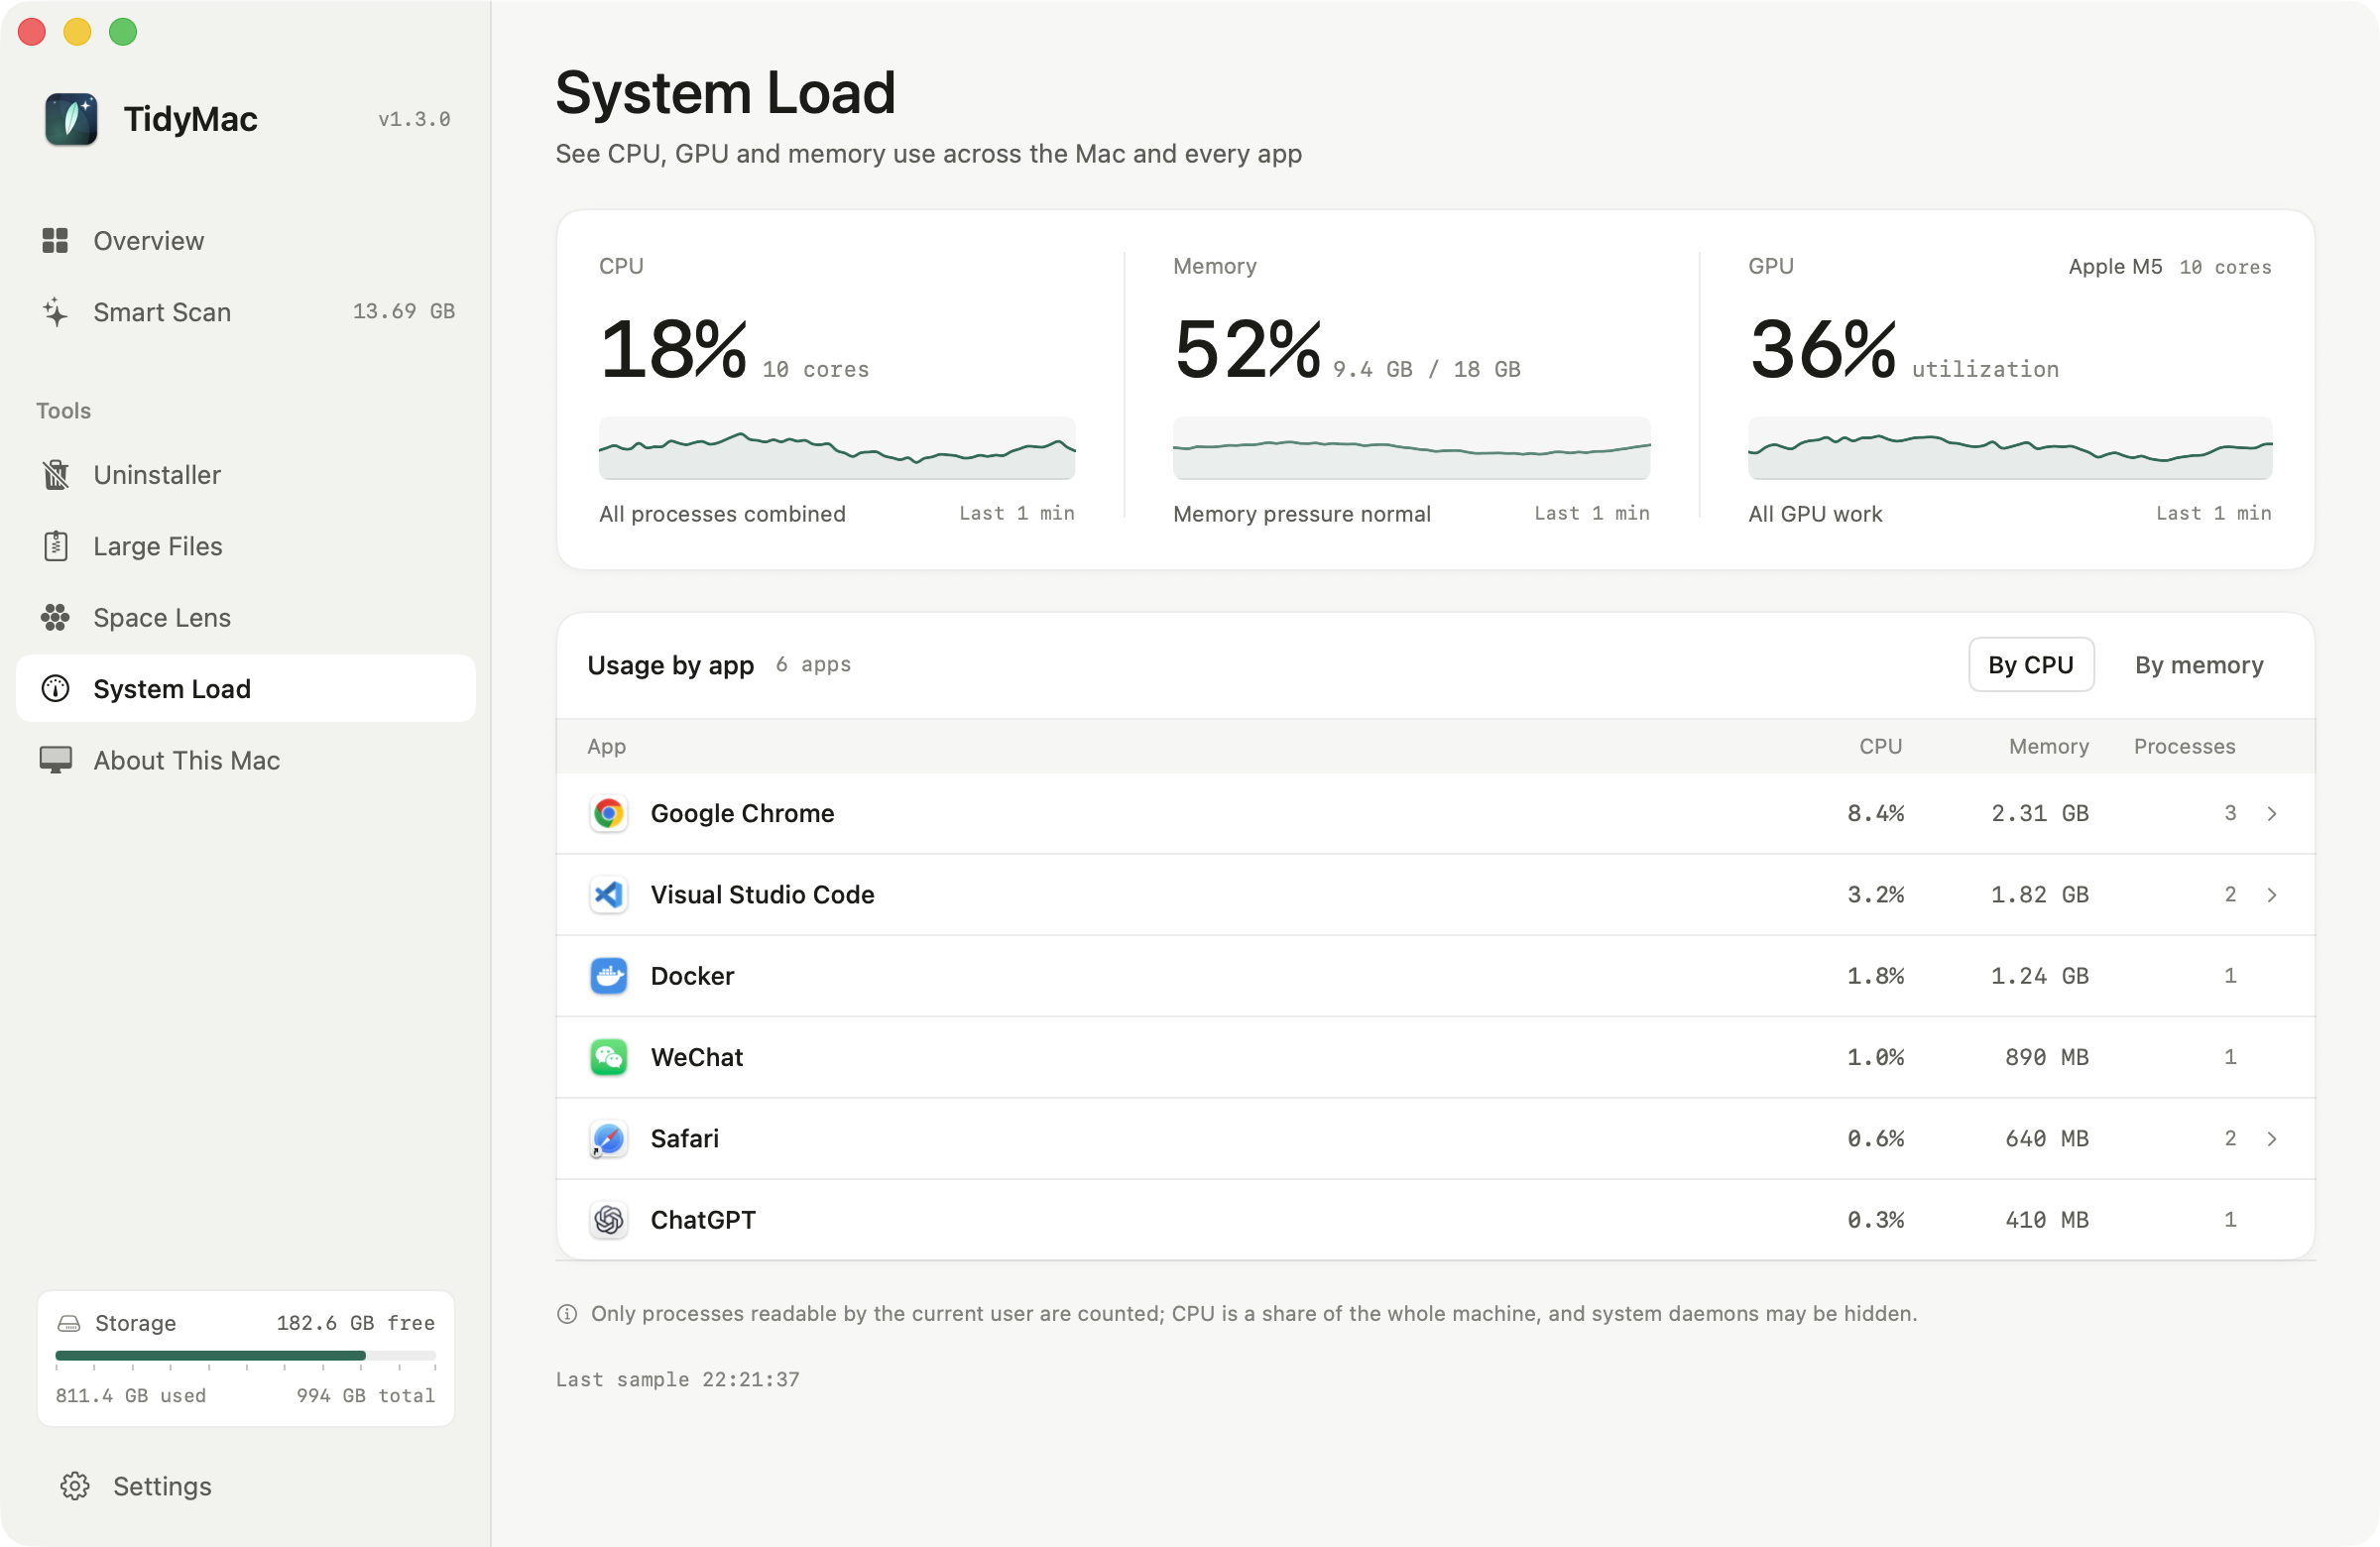 TidyMac v1.3.0
Overview
Smart Scan 13.69 GB
Tools
Uninstaller
Large Files
Space Lens
System Load
About This Mac
Storage 182.6 GB free
811.4 GB used 994 GB total
Settings
System Load
See CPU, GPU and memory use across the Mac and every app
CPU
18% 10 cores
All processes combined Last 1 min
Memory
52% 9.4 GB / 18 GB
Memory pressure normal Last 1 min
GPU Apple M5 10 cores
36% utilization
All GPU work Last 1 min
Usage by app 6 apps By CPU By memory
App CPU Memory Processes
Google Chrome 8.4% 2.31 GB 3
Visual Studio Code 3.2% 1.82 GB 2
Docker 1.8% 1.24 GB 1
WeChat 1.0% 890 MB 1
Safari 0.6% 640 MB 2
ChatGPT 0.3% 410 MB 1
Only processes readable by the current user are counted; CPU is a share of the whole machine, and system daemons may be hidden.
Last sample 22:21:37